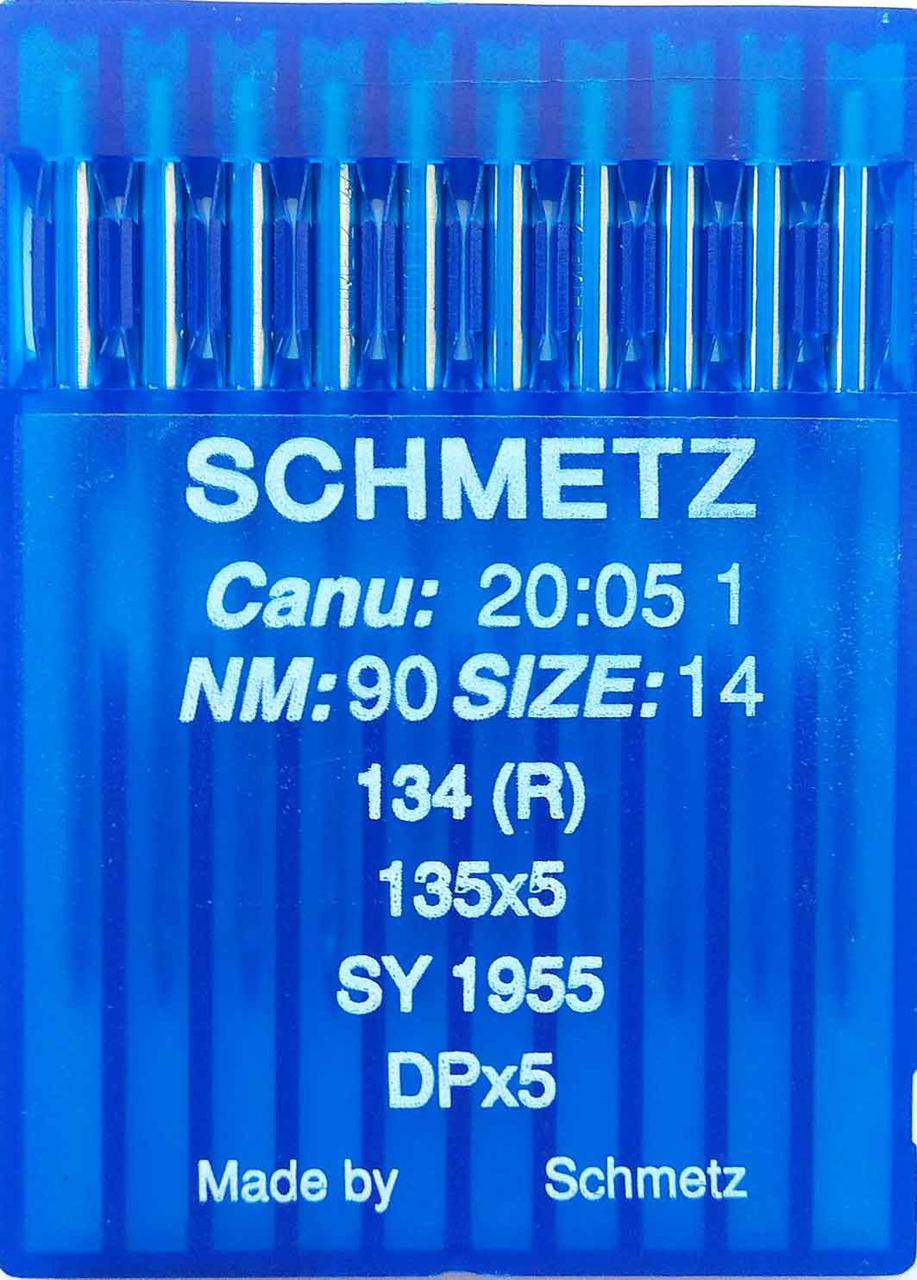 SCHMETZ
Canu: 20:05 1
NM:90 SIZE:14
134 (R)
135x5
SY 1955
DPx5
Made by Schmetz